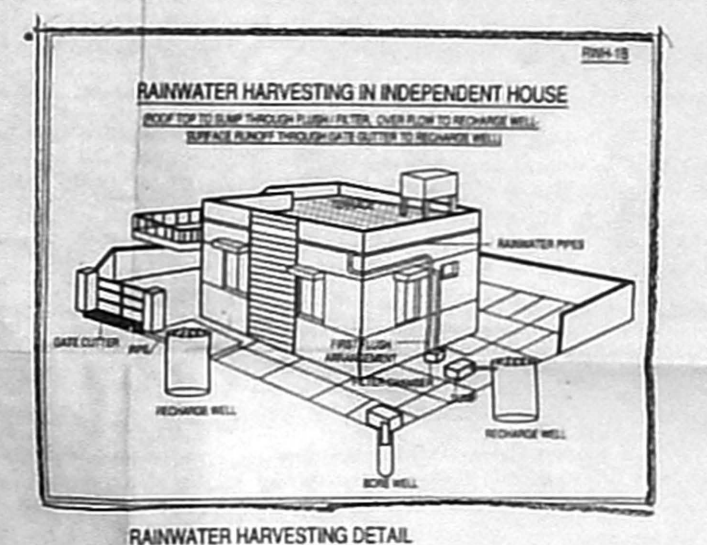 RWH-1B
RAINWATER HARVESTING IN INDEPENDENT HOUSE
(ROOF TOP TO SUMP THROUGH FLUSH / FILTER, OVER FLOW TO RECHARGE WELL-
SURFACE RUNOFF THROUGH GATE GUTTER TO RECHARGE WELL)
RAINWATER PIPES
GATE GUTTER
PIPE
FIRST FLUSH
ARRANGEMENT
FILTER CHAMBER
SUMP
RECHARGE WELL
RECHARGE WELL
BORE WELL
RAINWATER HARVESTING DETAIL